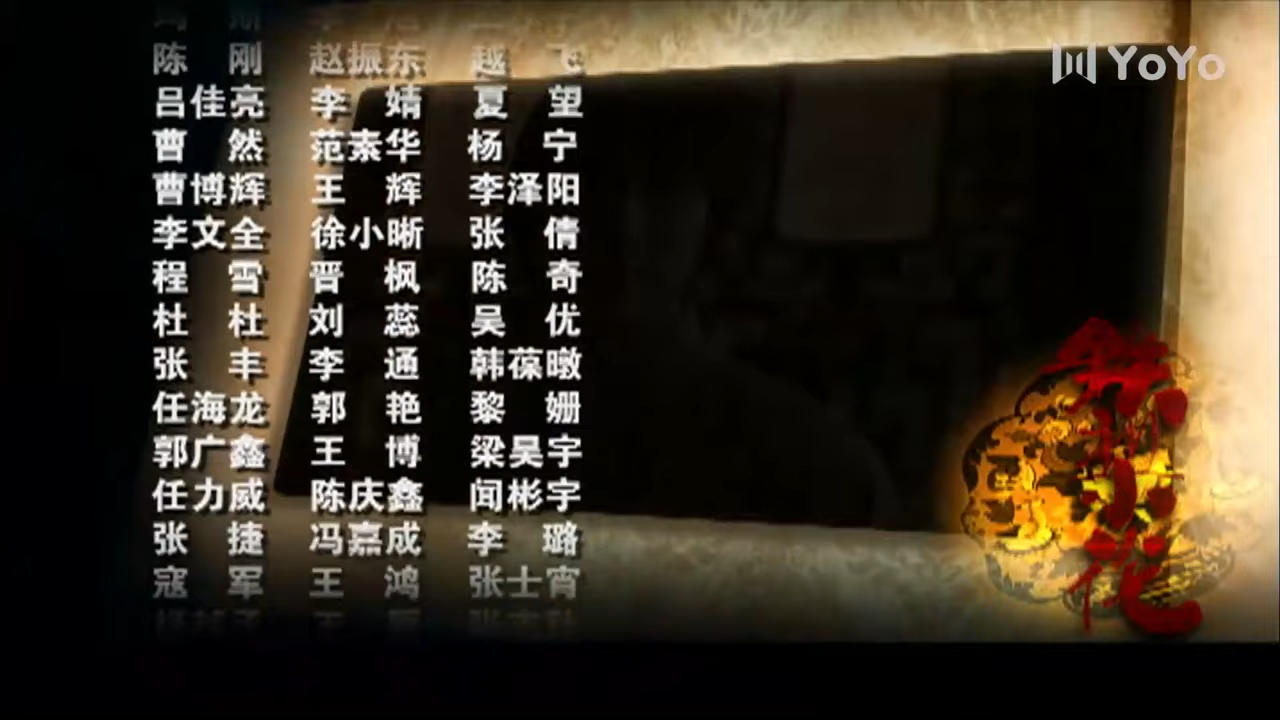 YoYo
陈 刚 赵振东 越 飞
吕佳亮 李 婧 夏 望
曹 然 范素华 杨 宁
曹博辉 王 辉 李泽阳
李文全 徐小晰 张 倩
程 雪 晋 枫 陈 奇
杜 杜 刘 蕊 吴 优
张 丰 李 通 韩葆暾
任海龙 郭 艳 黎 姗
郭广鑫 王 博 梁昊宇
任力威 陈庆鑫 闻彬宇
张 捷 冯嘉成 李 璐
寇 军 王 鸿 张士宵